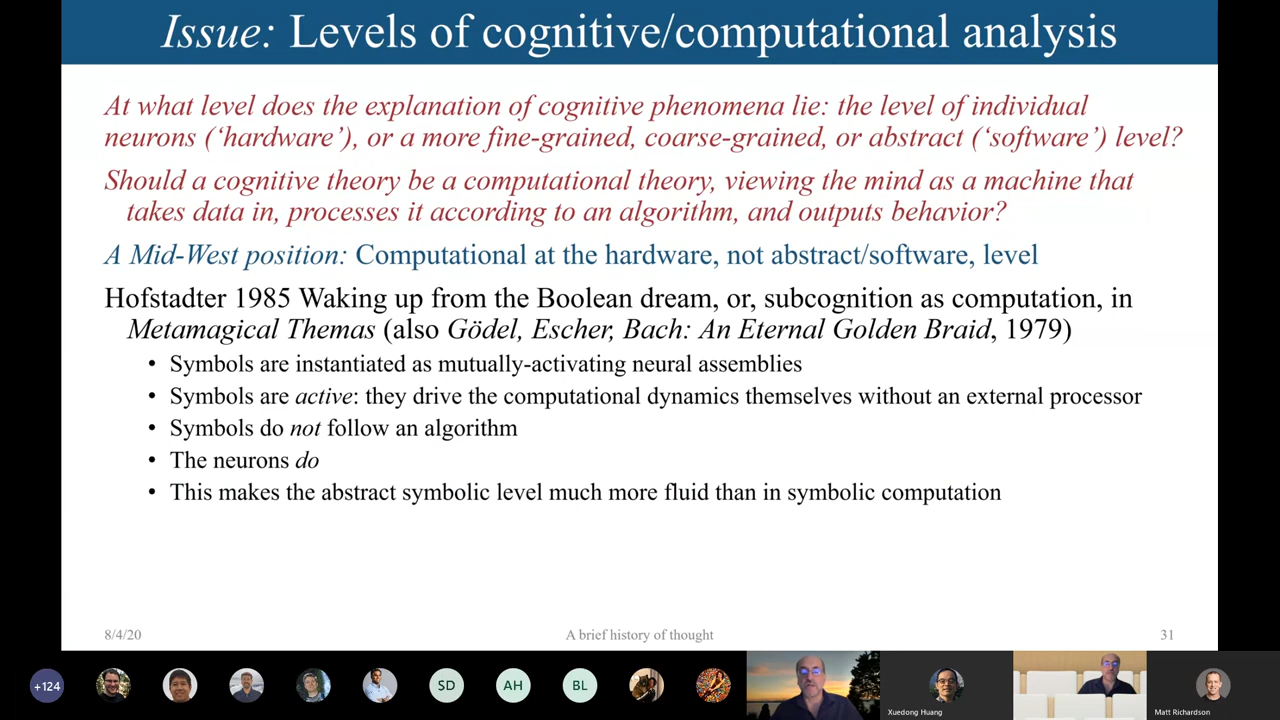 Issue: Levels of cognitive/computational analysis
At what level does the explanation of cognitive phenomena lie: the level of individual
neurons (‘hardware’), or a more fine-grained, coarse-grained, or abstract (‘software’) level?
Should a cognitive theory be a computational theory, viewing the mind as a machine that
takes data in, processes it according to an algorithm, and outputs behavior?
A Mid-West position: Computational at the hardware, not abstract/software, level
Hofstadter 1985 Waking up from the Boolean dream, or, subcognition as computation, in
Metamagical Themas (also Gödel, Escher, Bach: An Eternal Golden Braid, 1979)
• Symbols are instantiated as mutually-activating neural assemblies
• Symbols are active: they drive the computational dynamics themselves without an external processor
• Symbols do not follow an algorithm
• The neurons do
• This makes the abstract symbolic level much more fluid than in symbolic computation
8/4/20
A brief history of thought
31
+124
SD
AH
BL
Xuedong Huang
Matt Richardson